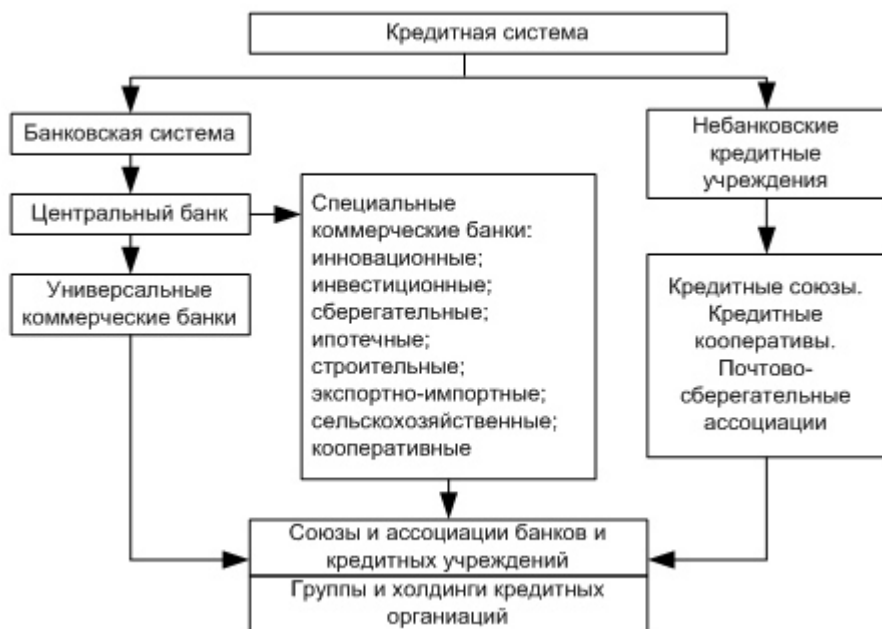 Кредитная система
Банковская система
Небанковские
кредитные
учреждения
Центральный банк
Специальные
коммерческие банки:
инновационные;
инвестиционные;
сберегательные;
ипотечные;
строительные;
экспортно-импортные;
сельскохозяйственные;
кооперативные
Универсальные
коммерческие банки
Кредитные союзы.
Кредитные
кооперативы.
Почтово-
сберегательные
ассоциации
Союзы и ассоциации банков и
кредитных учреждений
Группы и холдинги кредитных
органиаций